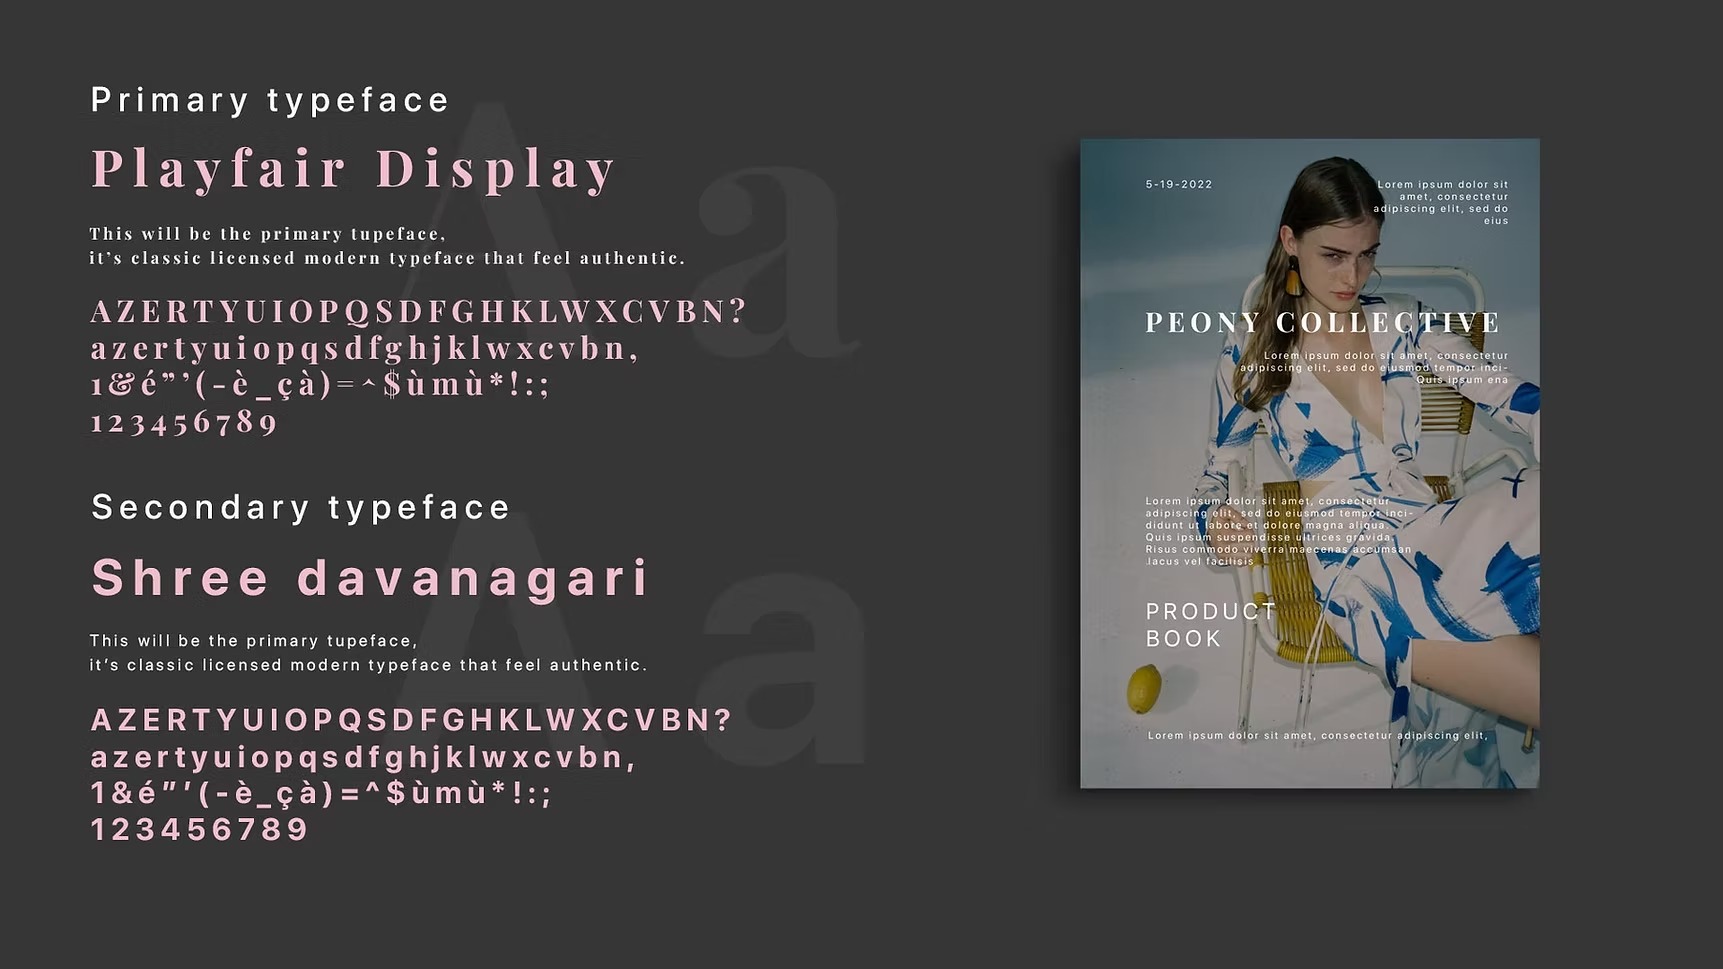 Primary typeface
Playfair Display
This will be the primary tupeface,
it's classic licensed modern typeface that feel authentic.
AZERTYUIOPQSDFGHKLWXCVBN?
azertyuiopqsdfghjklwxcvbn,
1&é”’(-è_çà)=^$ùmù*!:;
123456789
Secondary typeface
Shree davanagari
This will be the primary tupeface,
it's classic licensed modern typeface that feel authentic.
AZERTYUIOPQSDFGHKLWXCVBN?
azertyuiopqsdfghjklwxcvbn,
1&é"'(-è_çà)=^$ùmù*!:;
123456789
A a
A a
5-19-2022
Lorem ipsum dolor sit
amet, consectetur
adipiscing elit, sed do
eius
PEONY COLLECTIVE
Lorem ipsum dolor sit amet, consectetur
adipiscing elit, sed do eiusmod tempor inci-
Quis ipsum ena
Lorem ipsum dolor sit amet, consectetur
adipiscing elit, sed do eiusmod tempor inci-
didunt ut labore et dolore magna aliqua.
Quis ipsum suspendisse ultrices gravida.
Risus commodo viverra maecenas accumsan
.lacus vel facilisis
PRODUCT
BOOK
Lorem ipsum dolor sit amet, consectetur adipiscing elit,